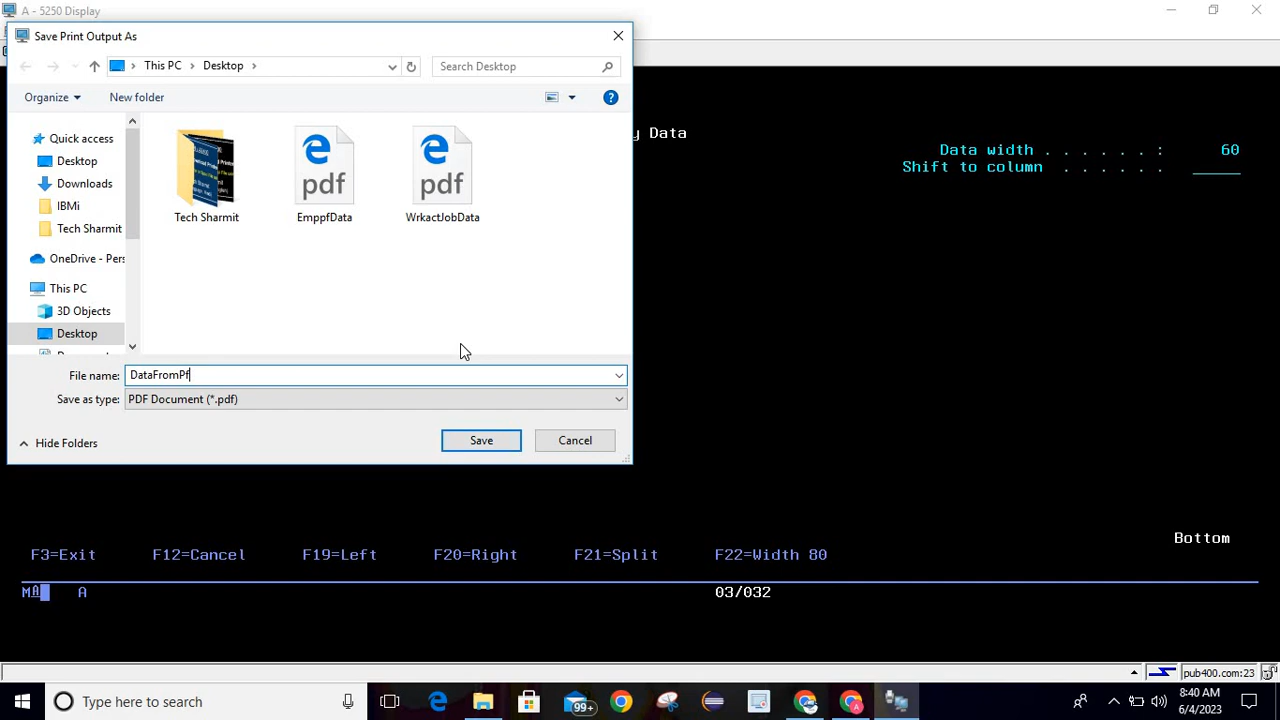 A - 5250 Display
Save Print Output As
This PC > Desktop >
Search Desktop
Organize
New folder
Quick access
Desktop
Downloads
IBMi
Tech Sharmit
OneDrive - Pers
This PC
3D Objects
Desktop
Tech Sharmit
pdf
EmppfData
pdf
WrkactJobData
File name:
DataFromPf
Save as type:
PDF Document (*.pdf)
Hide Folders
Save
Cancel
y Data
Data width . . . . . . : 60
Shift to column . . . . . .
Bottom
F3=Exit F12=Cancel F19=Left F20=Right F21=Split F22=Width 80
MA A 03/032
pub400.com:23
Type here to search
99+
8:40 AM
6/4/2023